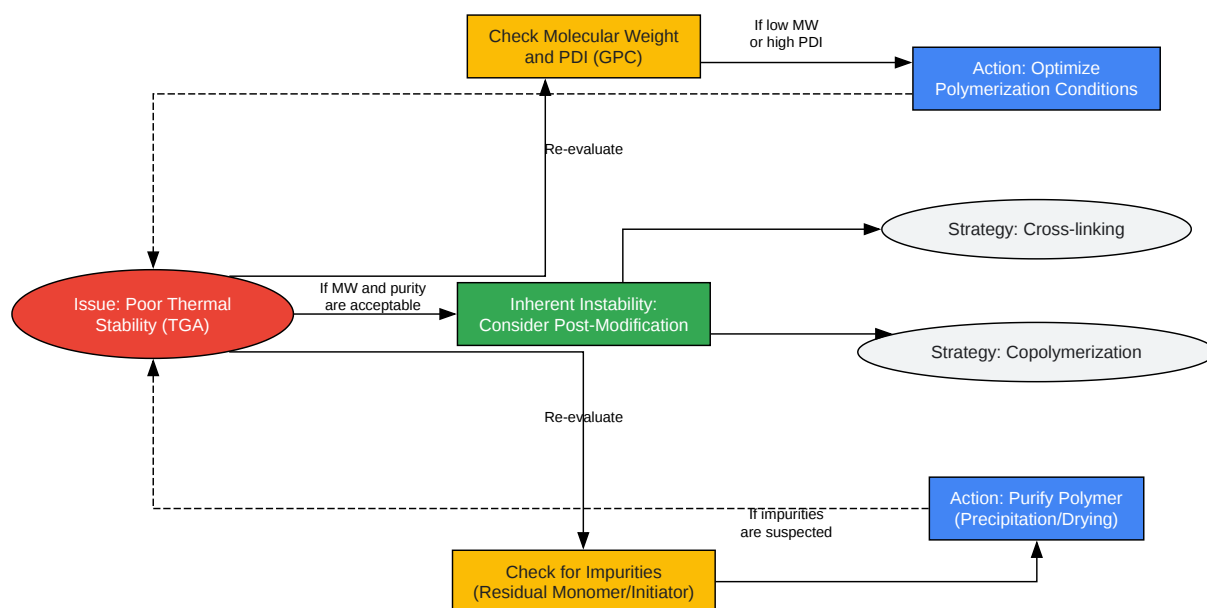 Check Molecular Weight
and PDI (GPC)
If low MW
or high PDI
Action: Optimize
Polymerization Conditions
Re-evaluate
Strategy: Cross-linking
Issue: Poor Thermal
Stability (TGA)
If MW and purity
are acceptable
Inherent Instability:
Consider Post-Modification
Strategy: Copolymerization
Re-evaluate
If impurities
are suspected
Action: Purify Polymer
(Precipitation/Drying)
Check for Impurities
(Residual Monomer/Initiator)